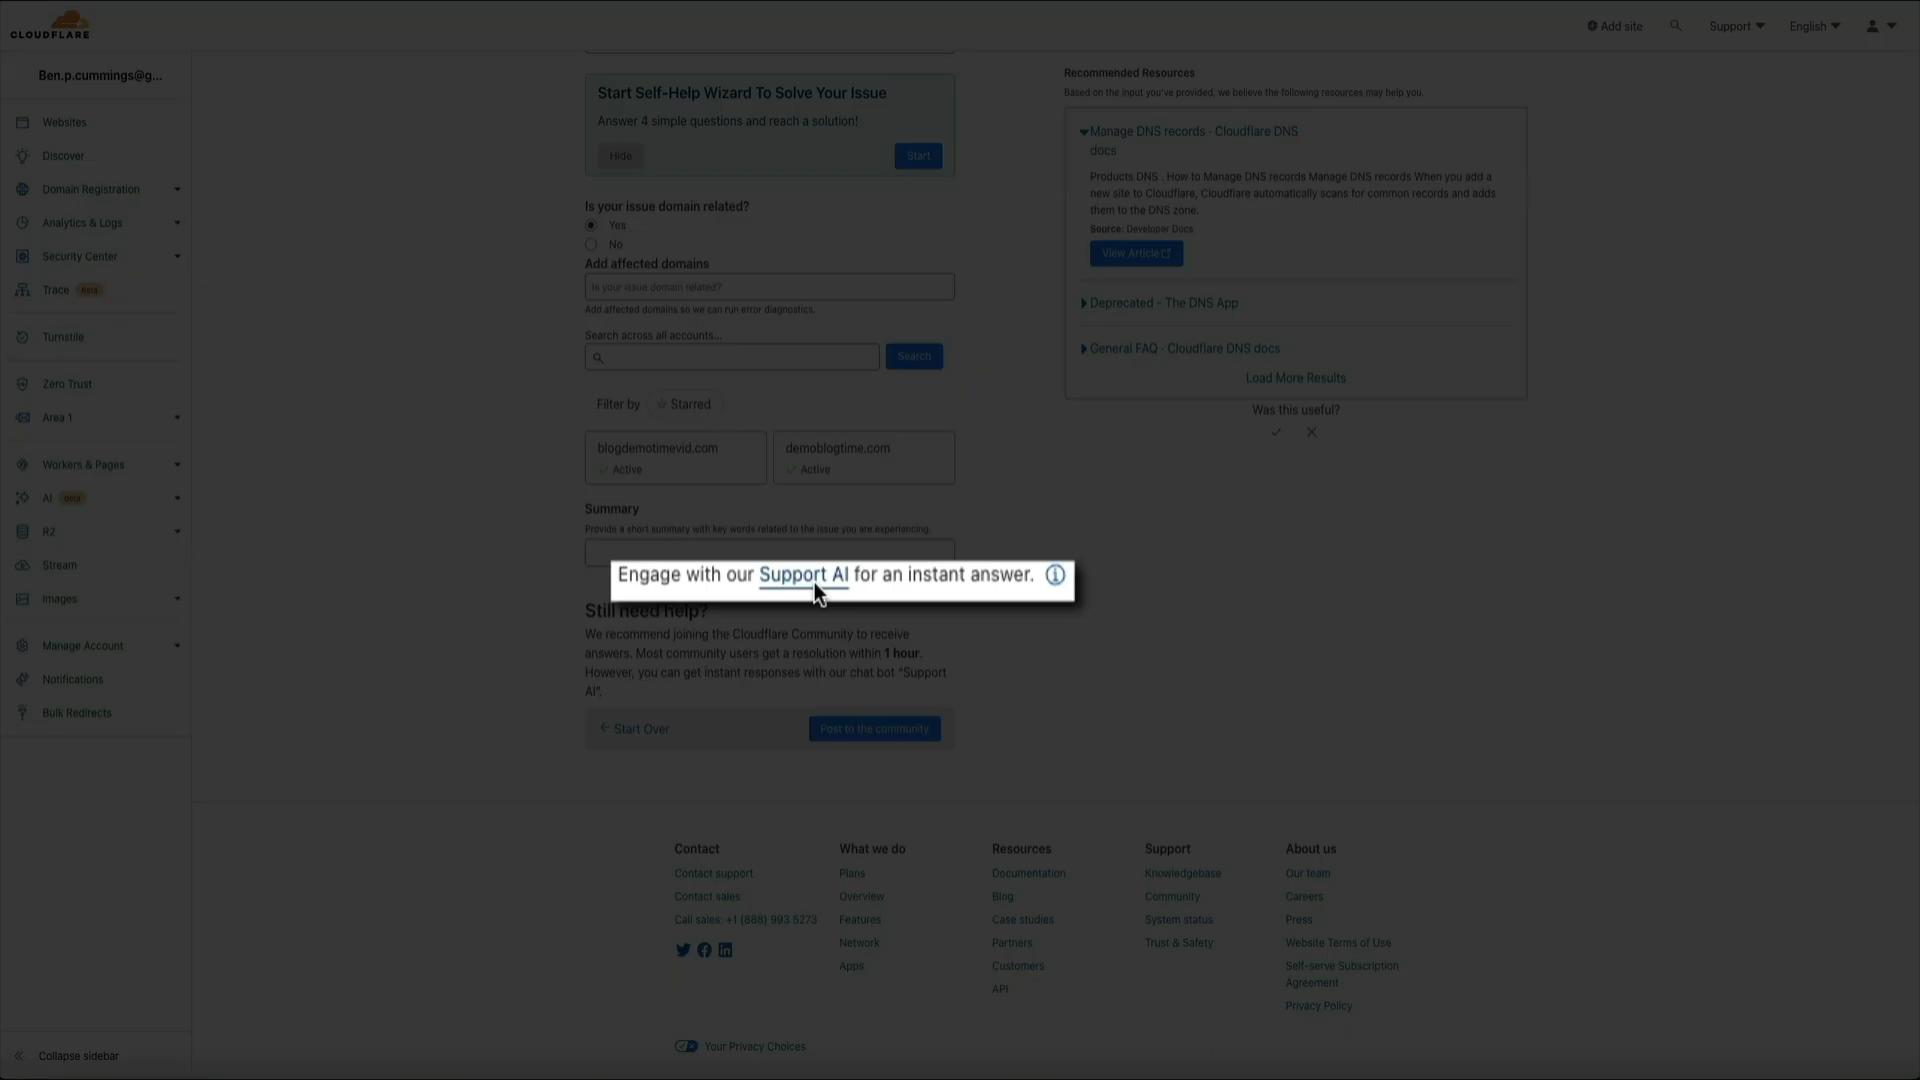 CLOUDFLARE
Add site
Support
English
Ben.p.cummings@g...
Websites
Discover
Domain Registration
Analytics & Logs
Security Center
Trace Beta
Turnstile
Zero Trust
Area 1
Workers & Pages
AI Beta
R2
Stream
Images
Manage Account
Notifications
Bulk Redirects
Collapse sidebar
Start Self-Help Wizard To Solve Your Issue
Answer 4 simple questions and reach a solution!
Hide
Start
Is your issue domain related?
Yes
No
Add affected domains
Is your issue domain related?
Add affected domains so we can run error diagnostics.
Search across all accounts...
Search
Filter by ☆ Starred
blogdemotimevid.com
Active
demoblogtime.com
Active
Summary
Provide a short summary with key words related to the issue you are experiencing.
Engage with our Support AI for an instant answer.
Still need help?
We recommend joining the Cloudflare Community to receive
answers. Most community users get a resolution within 1 hour.
However, you can get instant responses with our chat bot “Support
AI”.
Start Over
Post to the community
Recommended Resources
Based on the input you've provided, we believe the following resources may help you.
Manage DNS records - Cloudflare DNS
docs
Products DNS . How to Manage DNS records Manage DNS records When you add a
new site to Cloudflare, Cloudflare automatically scans for common records and adds
them to the DNS zone.
Source: Developer Docs
View Article
Deprecated - The DNS App
General FAQ - Cloudflare DNS docs
Load More Results
Was this useful?
Contact
Contact support
Contact sales
Call sales: +1 (888) 993 5273
What we do
Plans
Overview
Features
Network
Apps
Resources
Documentation
Blog
Case studies
Partners
Customers
API
Support
Knowledgebase
Community
System status
Trust & Safety
About us
Our team
Careers
Press
Website Terms of Use
Self-serve Subscription
Agreement
Privacy Policy
Your Privacy Choices